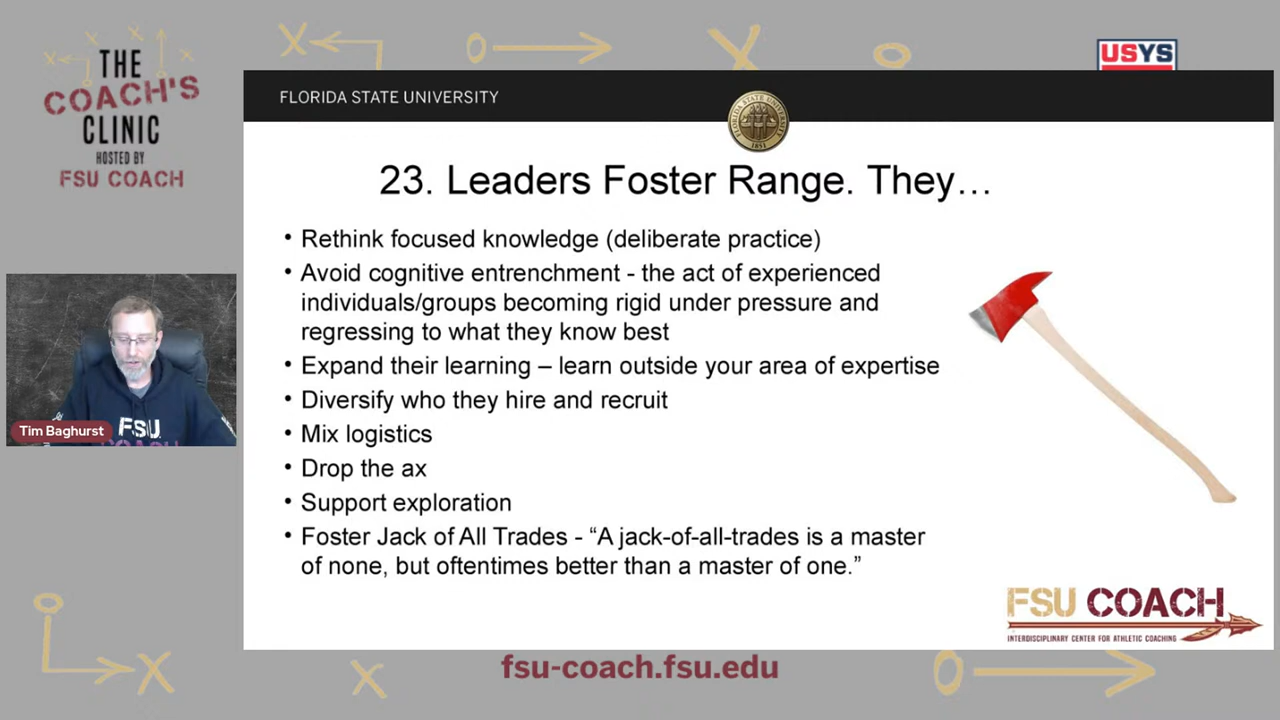 THE
COACH'S
CLINIC
HOSTED BY
FSU COACH
USYS
FLORIDA STATE UNIVERSITY
FLORIDA STATE UNIVERSITY
1851
23. Leaders Foster Range. They…
• Rethink focused knowledge (deliberate practice)
• Avoid cognitive entrenchment - the act of experienced
individuals/groups becoming rigid under pressure and
regressing to what they know best
• Expand their learning – learn outside your area of expertise
• Diversify who they hire and recruit
• Mix logistics
• Drop the ax
• Support exploration
• Foster Jack of All Trades - “A jack-of-all-trades is a master
of none, but oftentimes better than a master of one.”
FSU
COACH
Tim Baghurst
FSU COACH
INTERDISCIPLINARY CENTER FOR ATHLETIC COACHING
fsu-coach.fsu.edu